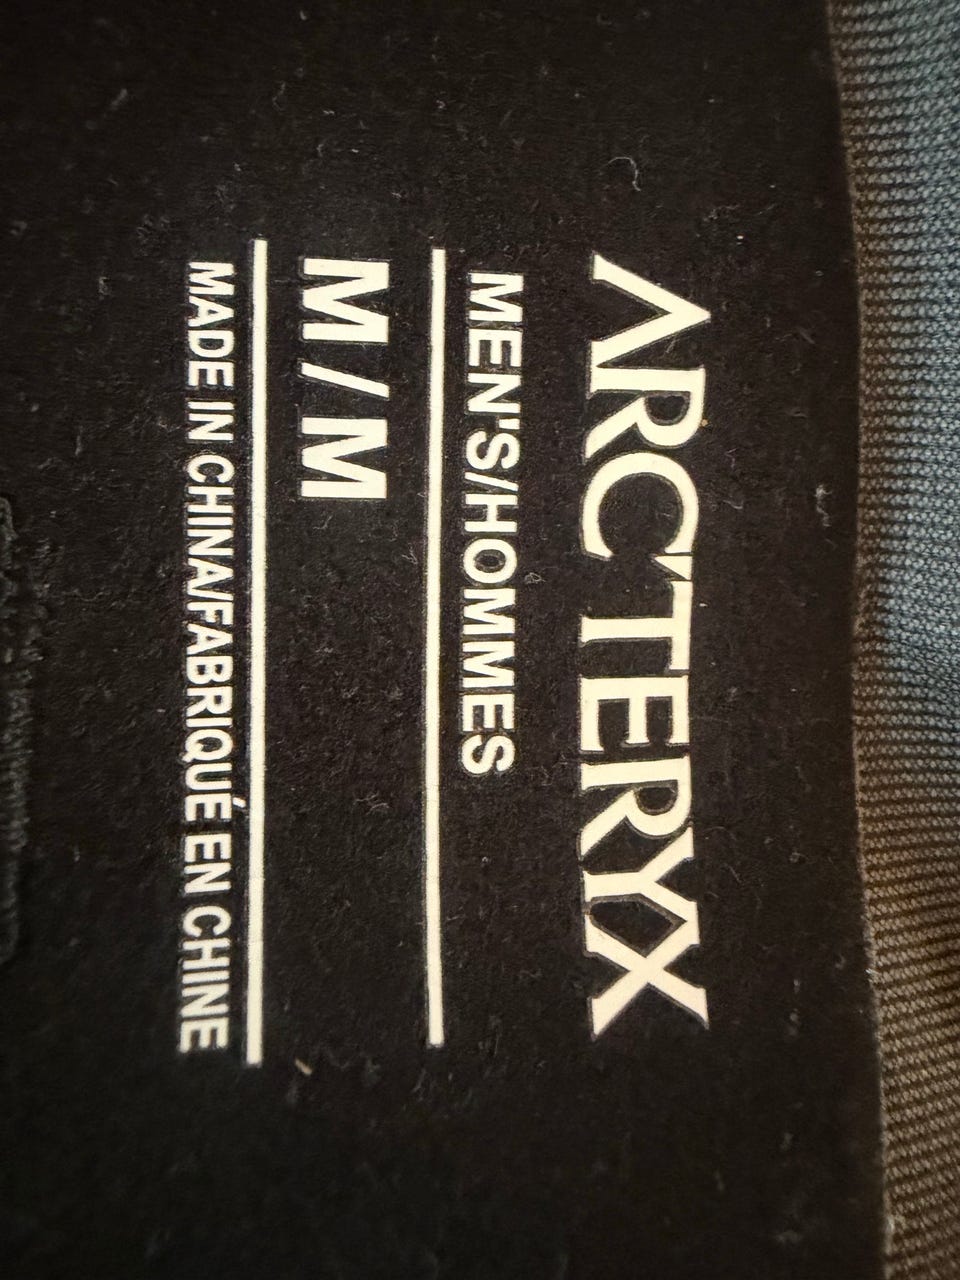 ARC'TERYX
MEN'S/HOMMES
M/M
MADE IN CHINA/FABRIQUÉ EN CHINE